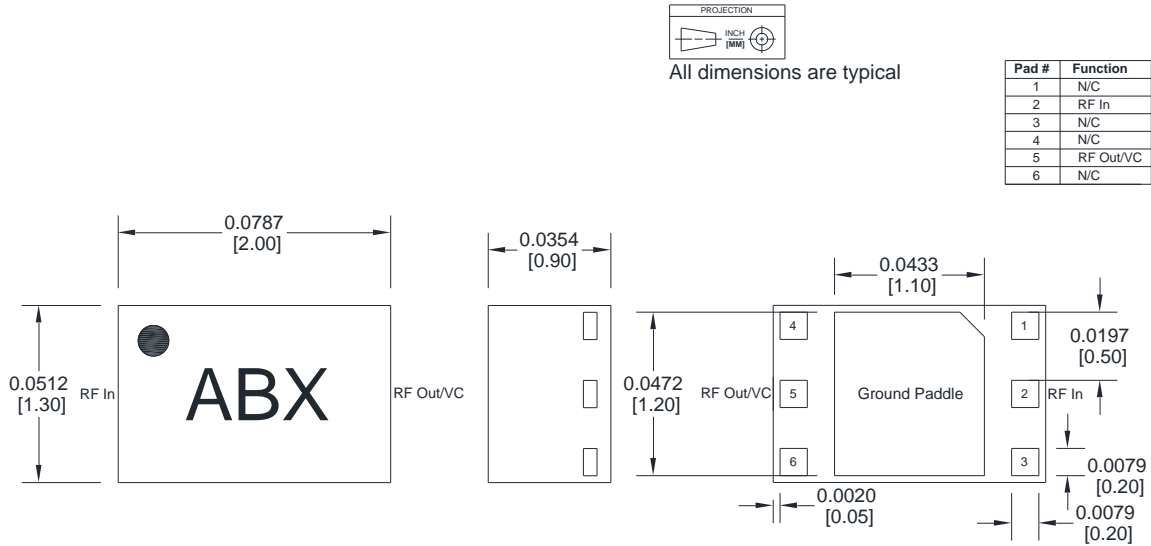 PROJECTION
INCH
[MM]
All dimensions are typical
Pad # Function
1 N/C
2 RF In
3 N/C
4 N/C
5 RF Out/VC
6 N/C
0.0787
[2.00]
0.0354
[0.90]
0.0433
[1.10]
0.0512
[1.30]
RF In
ABX
RF Out/VC
0.0472
[1.20]
RF Out/VC
4
5
6
Ground Paddle
1
2
3
RF In
0.0197
[0.50]
0.0079
[0.20]
0.0020
[0.05]
0.0079
[0.20]